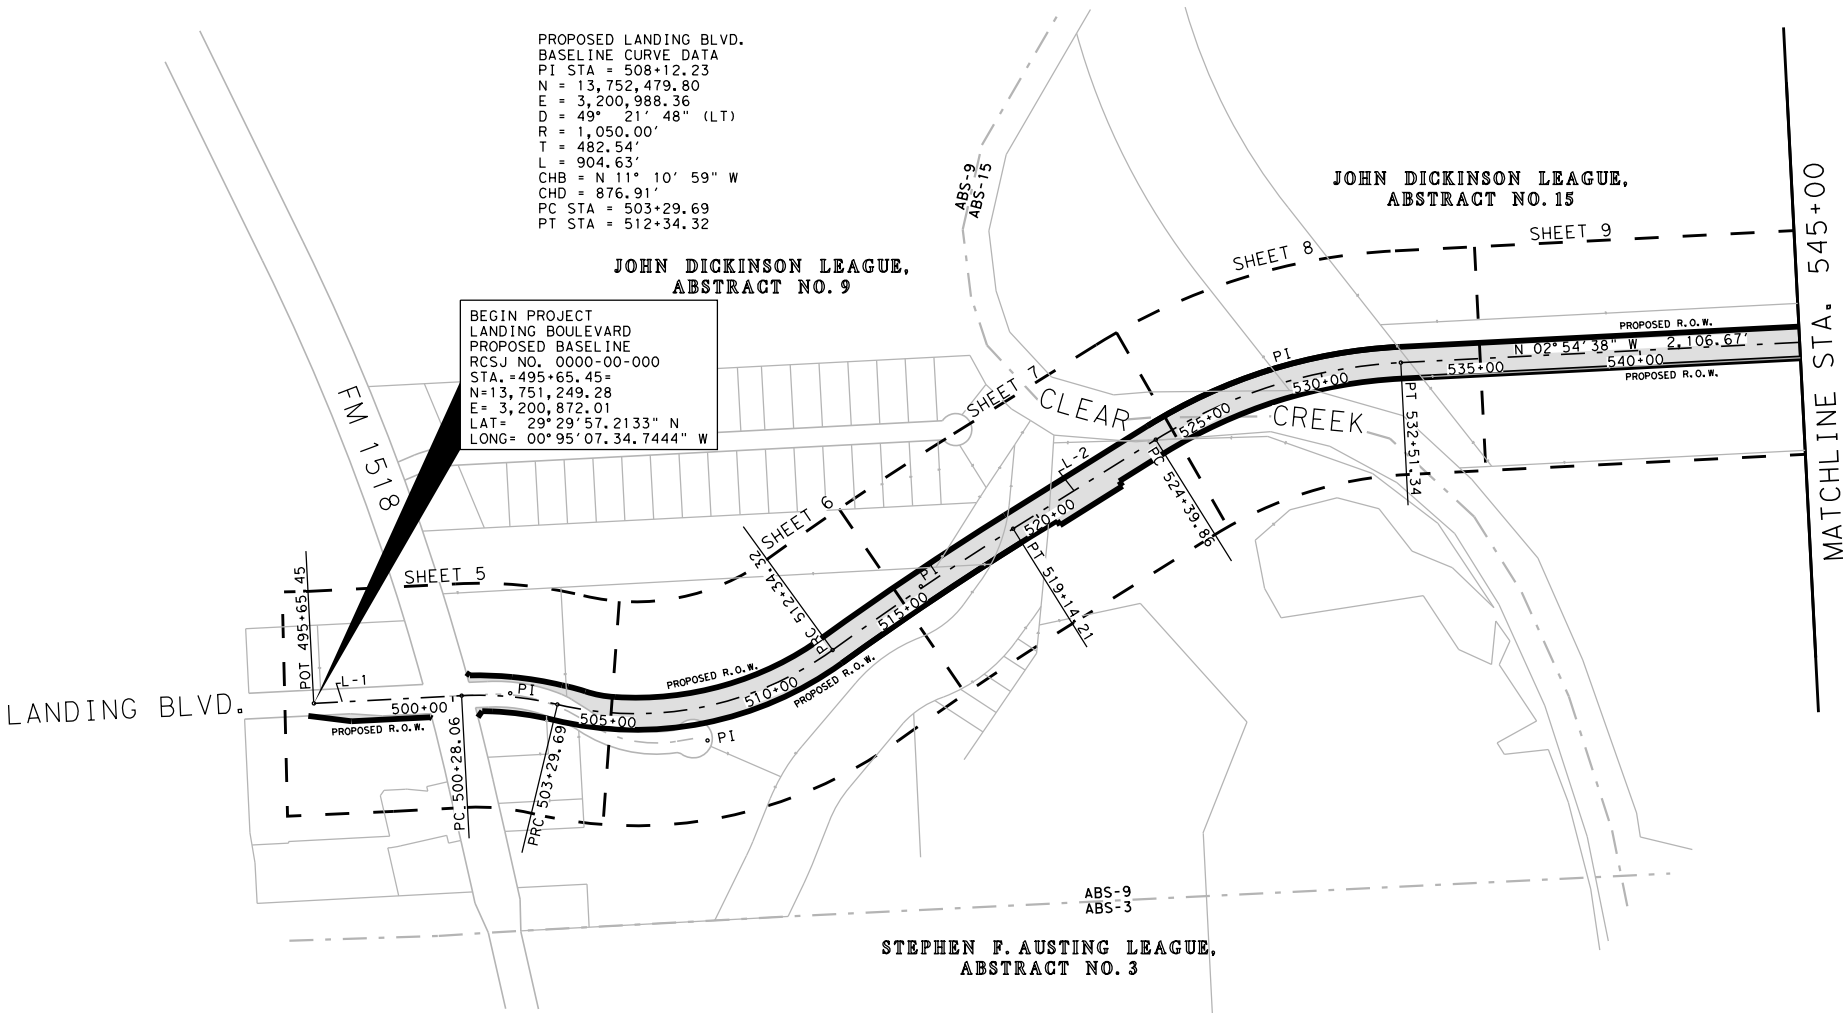 PROPOSED LANDING BLVD.
BASELINE CURVE DATA
PI STA = 508+12.23
N = 13,752,479.80
E = 3,200,988.36
D = 49° 21' 48" (LT)
R = 1,050.00'
T = 482.54'
L = 904.63'
CHB = N 11° 10' 59" W
CHD = 876.91'
PC STA = 503+29.69
PT STA = 512+34.32
JOHN DICKINSON LEAGUE,
ABSTRACT NO. 9
ABS-9
ABS-15
JOHN DICKINSON LEAGUE,
ABSTRACT NO. 15
BEGIN PROJECT
LANDING BOULEVARD
PROPOSED BASELINE
RCSJ NO. 0000-00-000
STA.=495+65.45=
N=13,751,249.28
E= 3,200,872.01
LAT= 29°29'57.2133" N
LONG= 00°95'07.34.7444" W
FM 1518
SHEET 5
SHEET 6
SHEET 7
SHEET 8
SHEET 9
CLEAR
CREEK
MATCHLINE STA. 545+00
LANDING BLVD.
POT 495+65.45
L-1
500+00
PROPOSED R.O.W.
PC 500+28.06
PI
PRC 503+29.69
505+00
PI
PROPOSED R.O.W.
510+00
PROPOSED R.O.W.
PRC 512+34.32
515+00
PI
PT 519+14.21
520+00
L-2
PC 524+39.86
525+00
PI
530+00
PT 532+51.34
535+00
N 02°54'38" W 2,106.67'
540+00
PROPOSED R.O.W.
PROPOSED R.O.W.
ABS-9
ABS-3
STEPHEN F. AUSTING LEAGUE,
ABSTRACT NO. 3